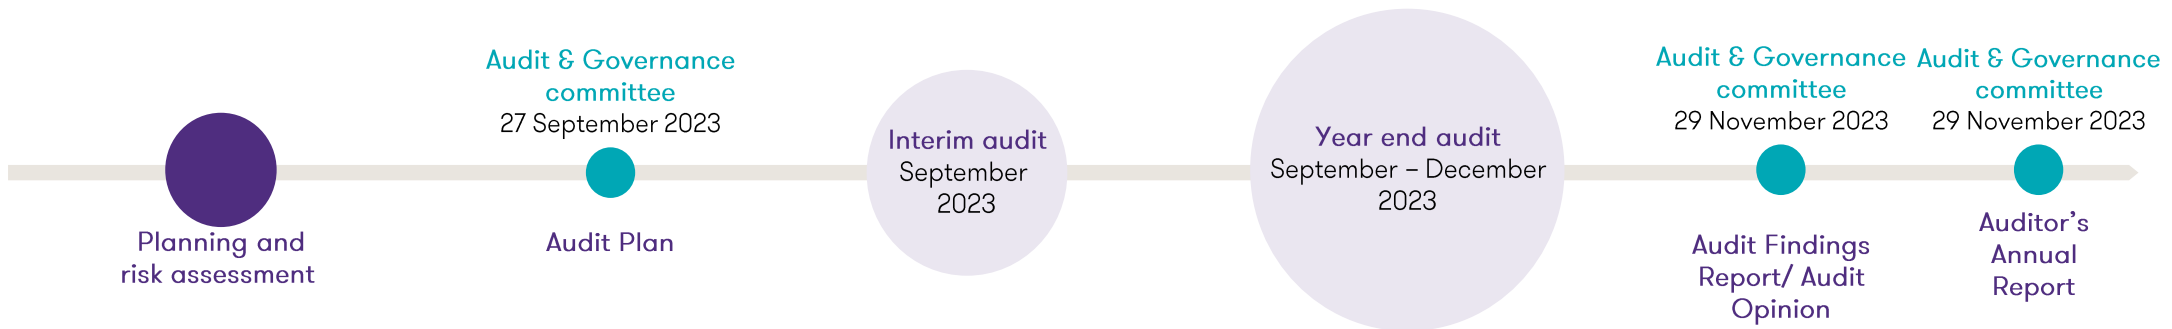 Planning and
risk assessment
Audit & Governance
committee
27 September 2023
Audit Plan
Interim audit
September
2023
Year end audit
September – December
2023
Audit & Governance
committee
29 November 2023
Audit Findings
Report/ Audit
Opinion
Audit & Governance
committee
29 November 2023
Auditor’s
Annual
Report